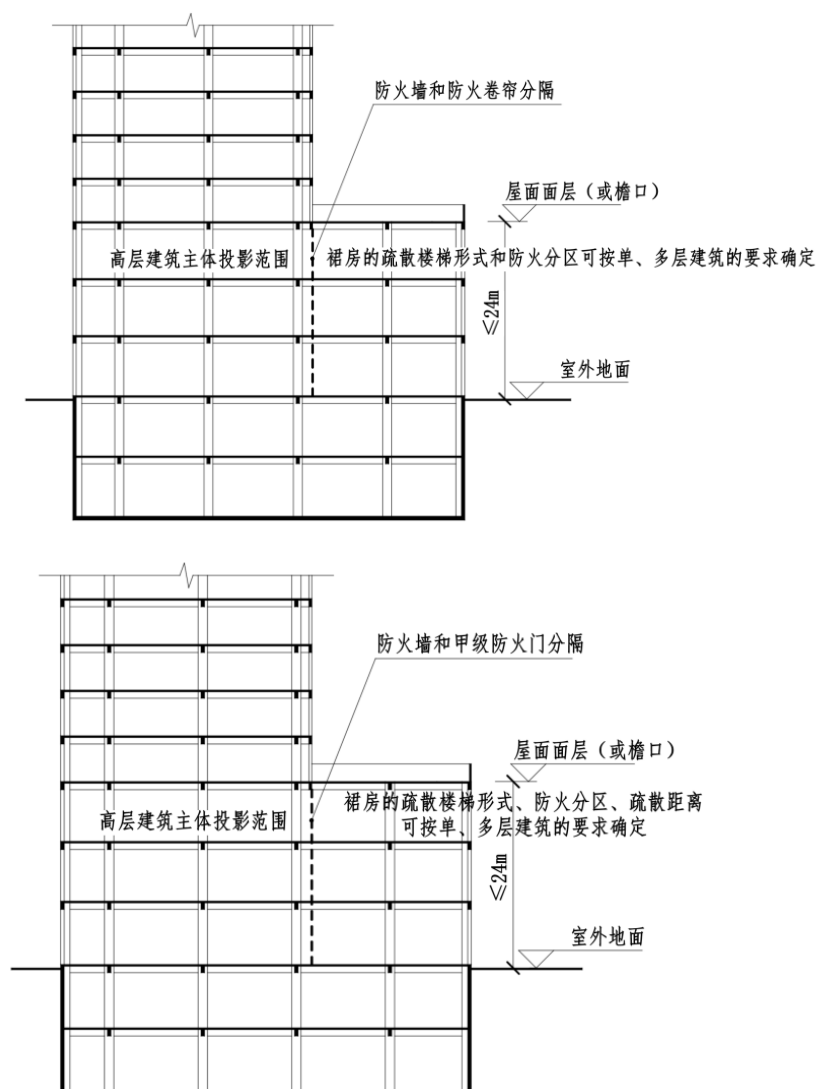 防火墙和防火卷帘分隔
屋面面层（或檐口）
高层建筑主体投影范围
裙房的疏散楼梯形式和防火分区可按单、多层建筑的要求确定
≤24m
室外地面
防火墙和甲级防火门分隔
屋面面层（或檐口）
高层建筑主体投影范围
裙房的疏散楼梯形式、防火分区、疏散距离
可按单、多层建筑的要求确定
≤24m
室外地面